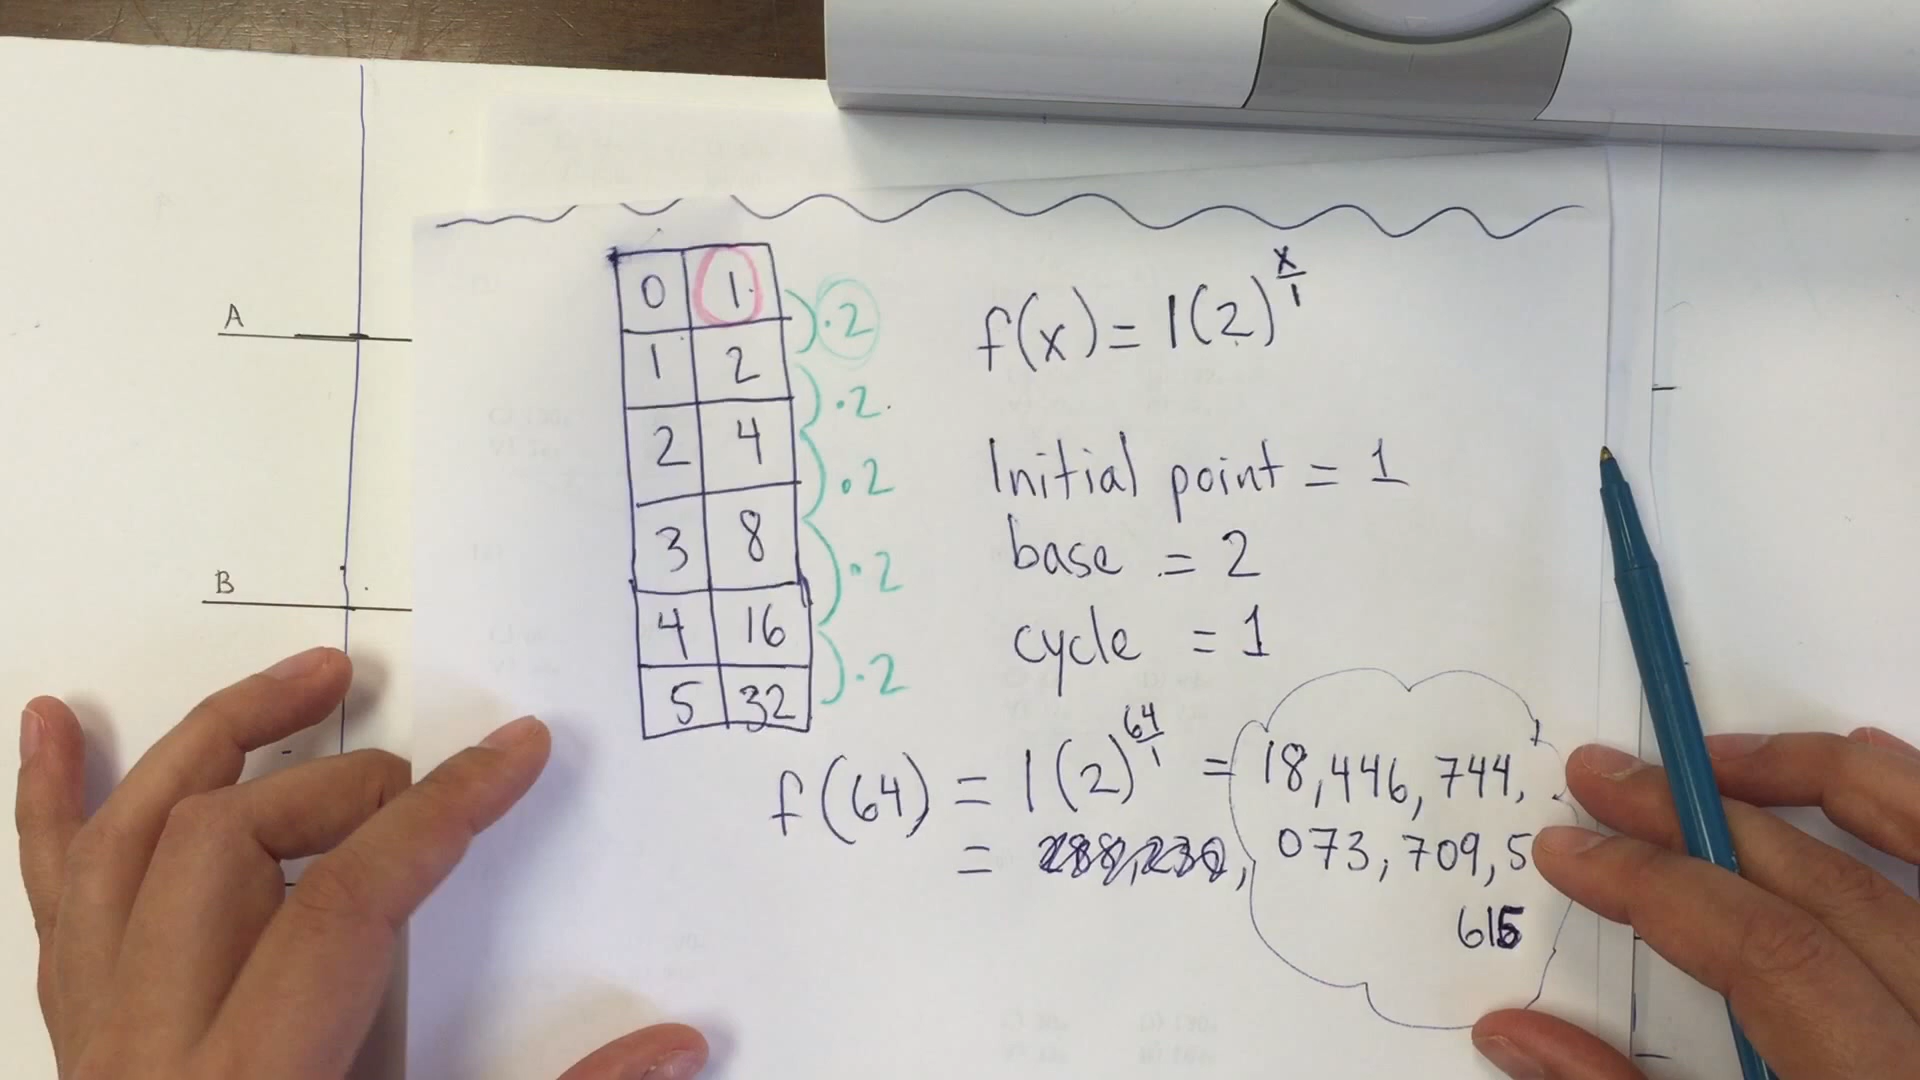 A
B
0 1
1 2
2 4
3 8
4 16
5 32
·2
·2
·2
·2
·2
f(x) = 1(2)^(x/1)
Initial point = 1
base = 2
cycle = 1
f(64) = 1(2)^(64/1) = 18,446,744,
= 073,709,5
615